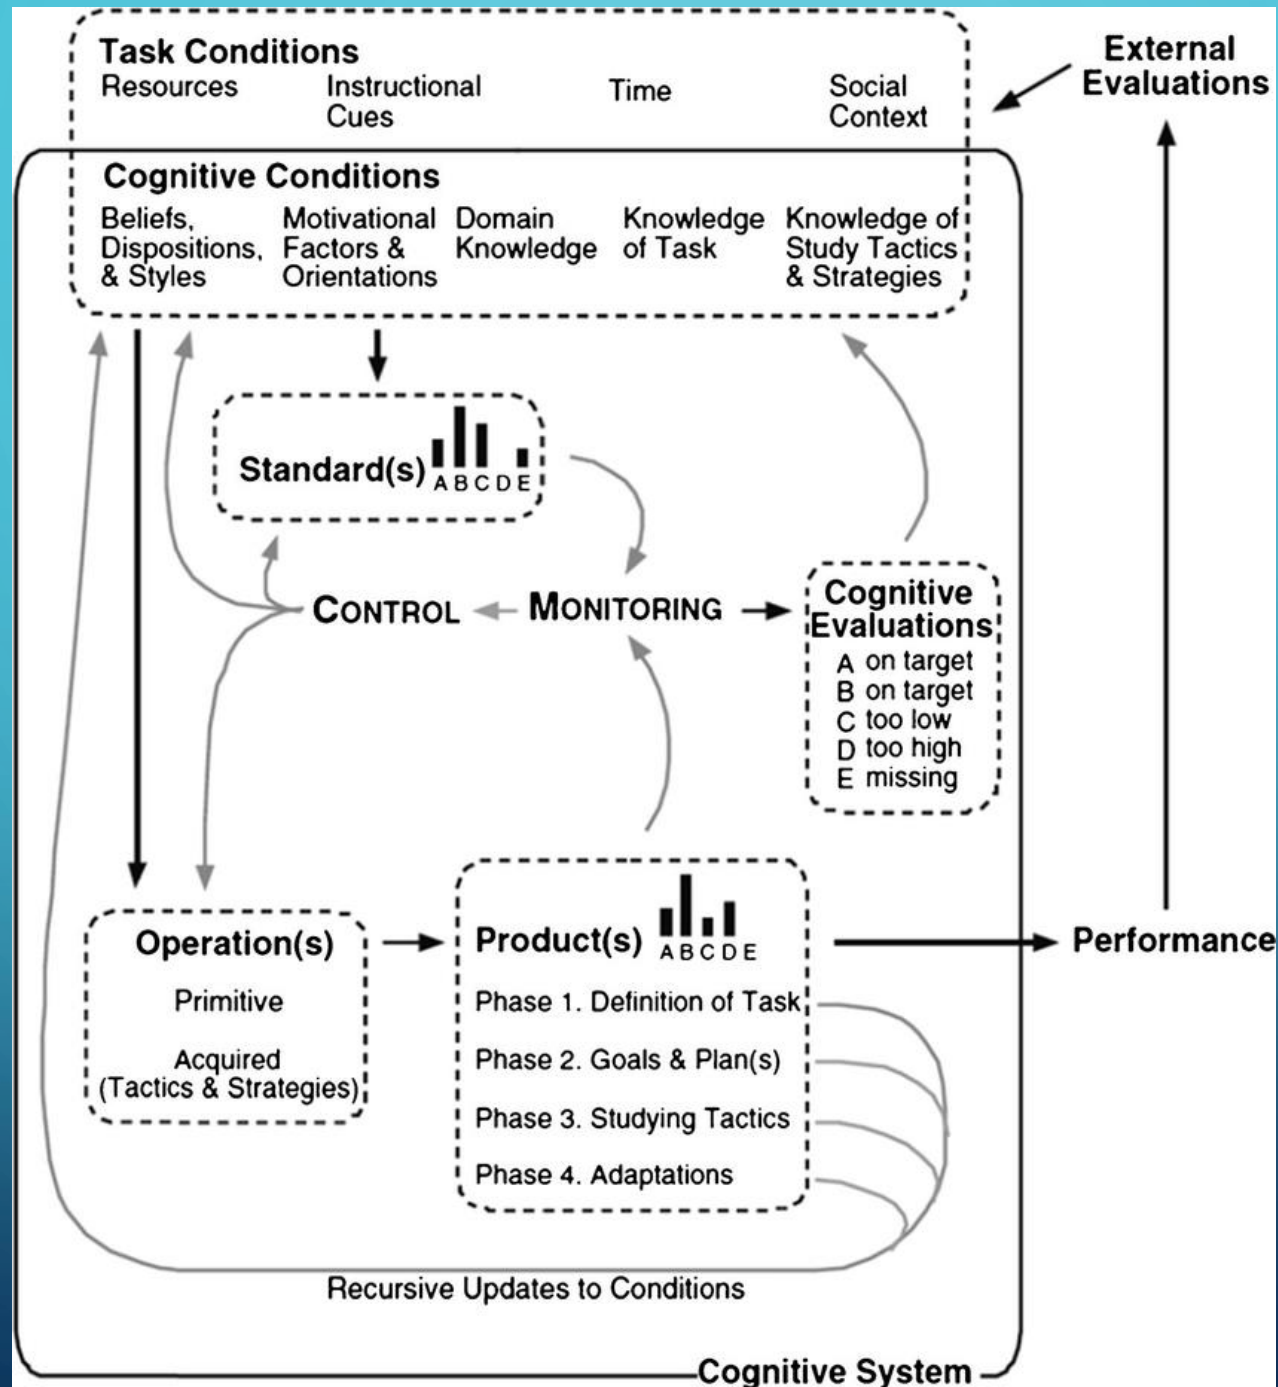 Task Conditions
External
Evaluations
Resources
Instructional
Cues
Time
Social
Context
Cognitive Conditions
Beliefs,
Dispositions,
& Styles
Motivational
Factors &
Orientations
Domain
Knowledge
Knowledge
of Task
Knowledge of
Study Tactics
& Strategies
Standard(s)
A B C D E
CONTROL
MONITORING
Cognitive
Evaluations
A on target
B on target
C too low
D too high
E missing
Operation(s)
Primitive
Acquired
(Tactics & Strategies)
Product(s)
A B C D E
Phase 1. Definition of Task
Phase 2. Goals & Plan(s)
Phase 3. Studying Tactics
Phase 4. Adaptations
Performance
Recursive Updates to Conditions
Cognitive System